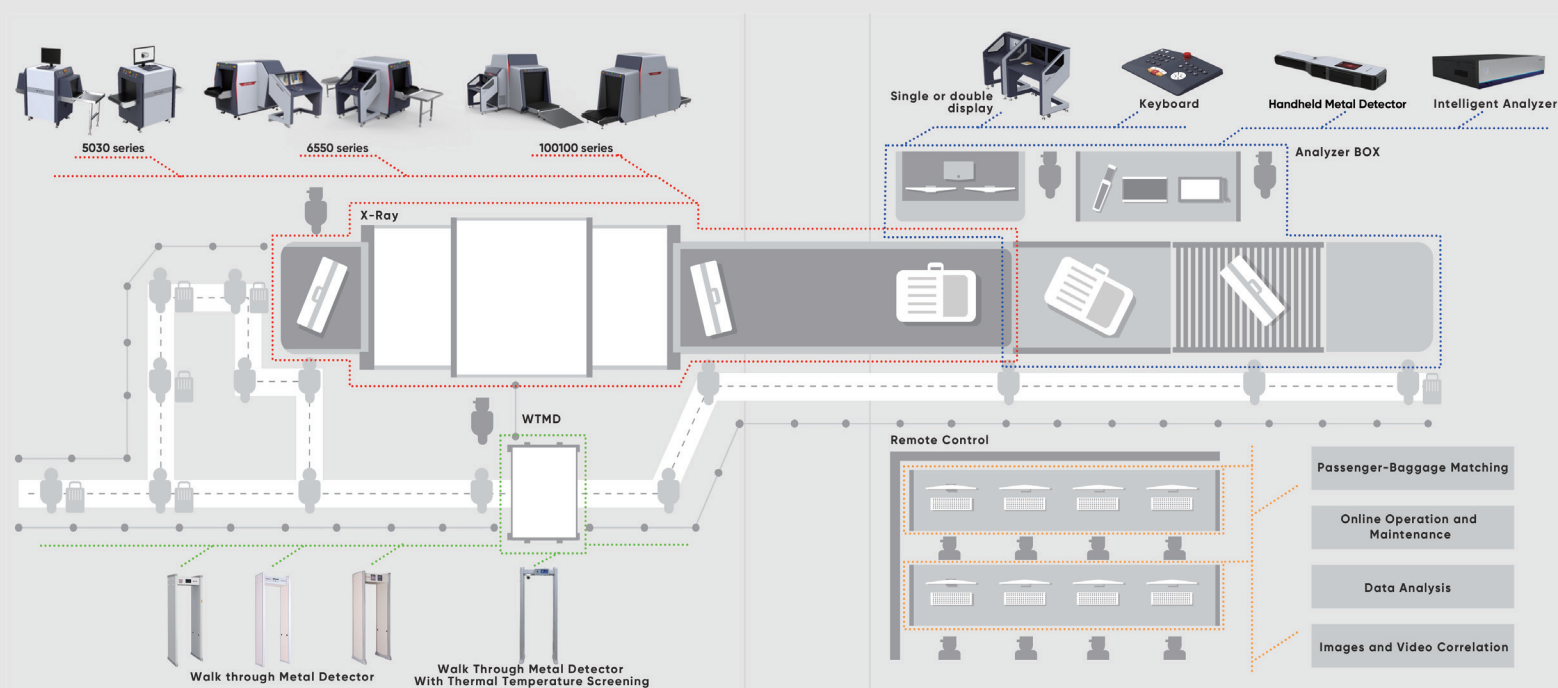 Single or double
display
Keyboard
Handheld Metal Detector
Intelligent Analyzer
5030 series
6550 series
100100 series
Analyzer BOX
X-Ray
WTMD
Remote Control
Passenger-Baggage Matching
Online Operation and
Maintenance
Data Analysis
Images and Video Correlation
Walk through Metal Detector
Walk Through Metal Detector
With Thermal Temperature Screening